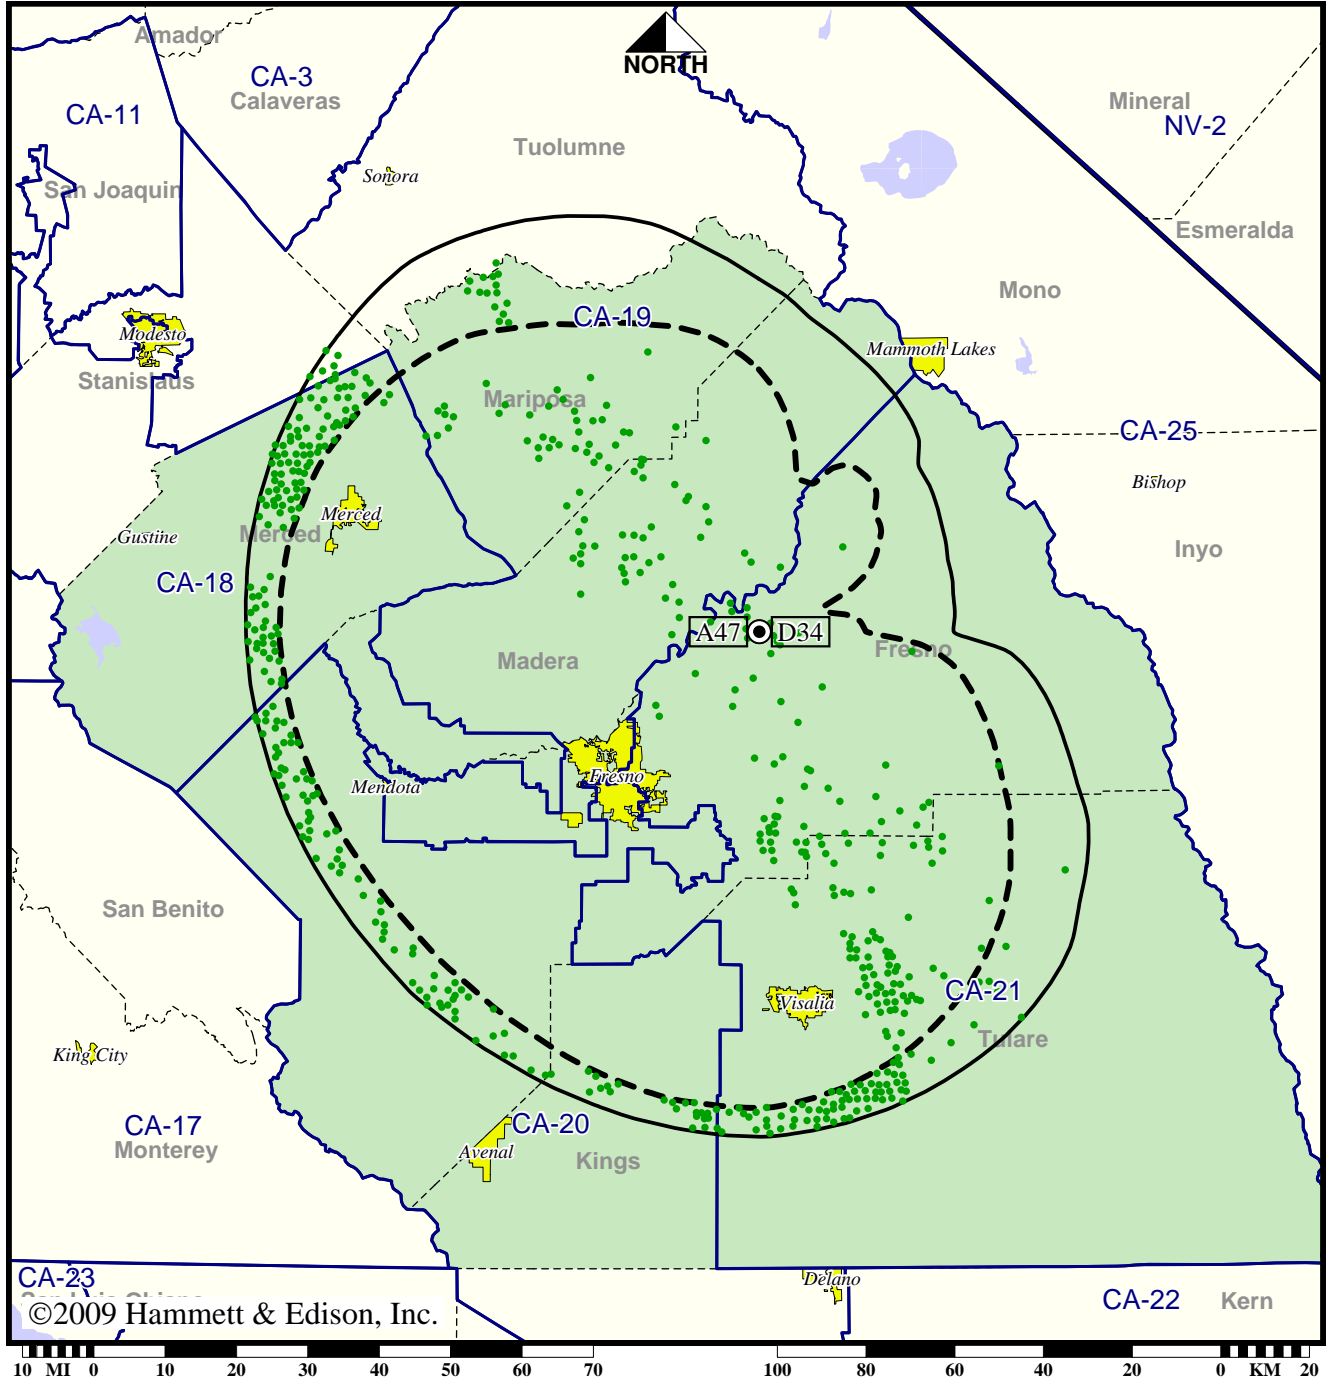 Amador
CA-3
Calaveras
NORTH
Mineral
NV-2
CA-11
Tuolumne
Sonora
San Joaquin
Esmeralda
Mono
CA-19
Modesto
Mammoth Lakes
Stanislaus
Mariposa
CA-25
Bishop
Merced
Merced
Gustine
Inyo
CA-18
A47
D34
Fresno
Madera
Mendota
Fresno
San Benito
CA-21
Visalia
Tulare
King City
CA-17
Monterey
CA-20
Avenal
Kings
CA-23
Delano
CA-22
Kern
San Luis Obispo
©2009 Hammett & Edison, Inc.
10 MI 0 10 20 30 40 50 60 70
100 80 60 40 20 0 KM 20